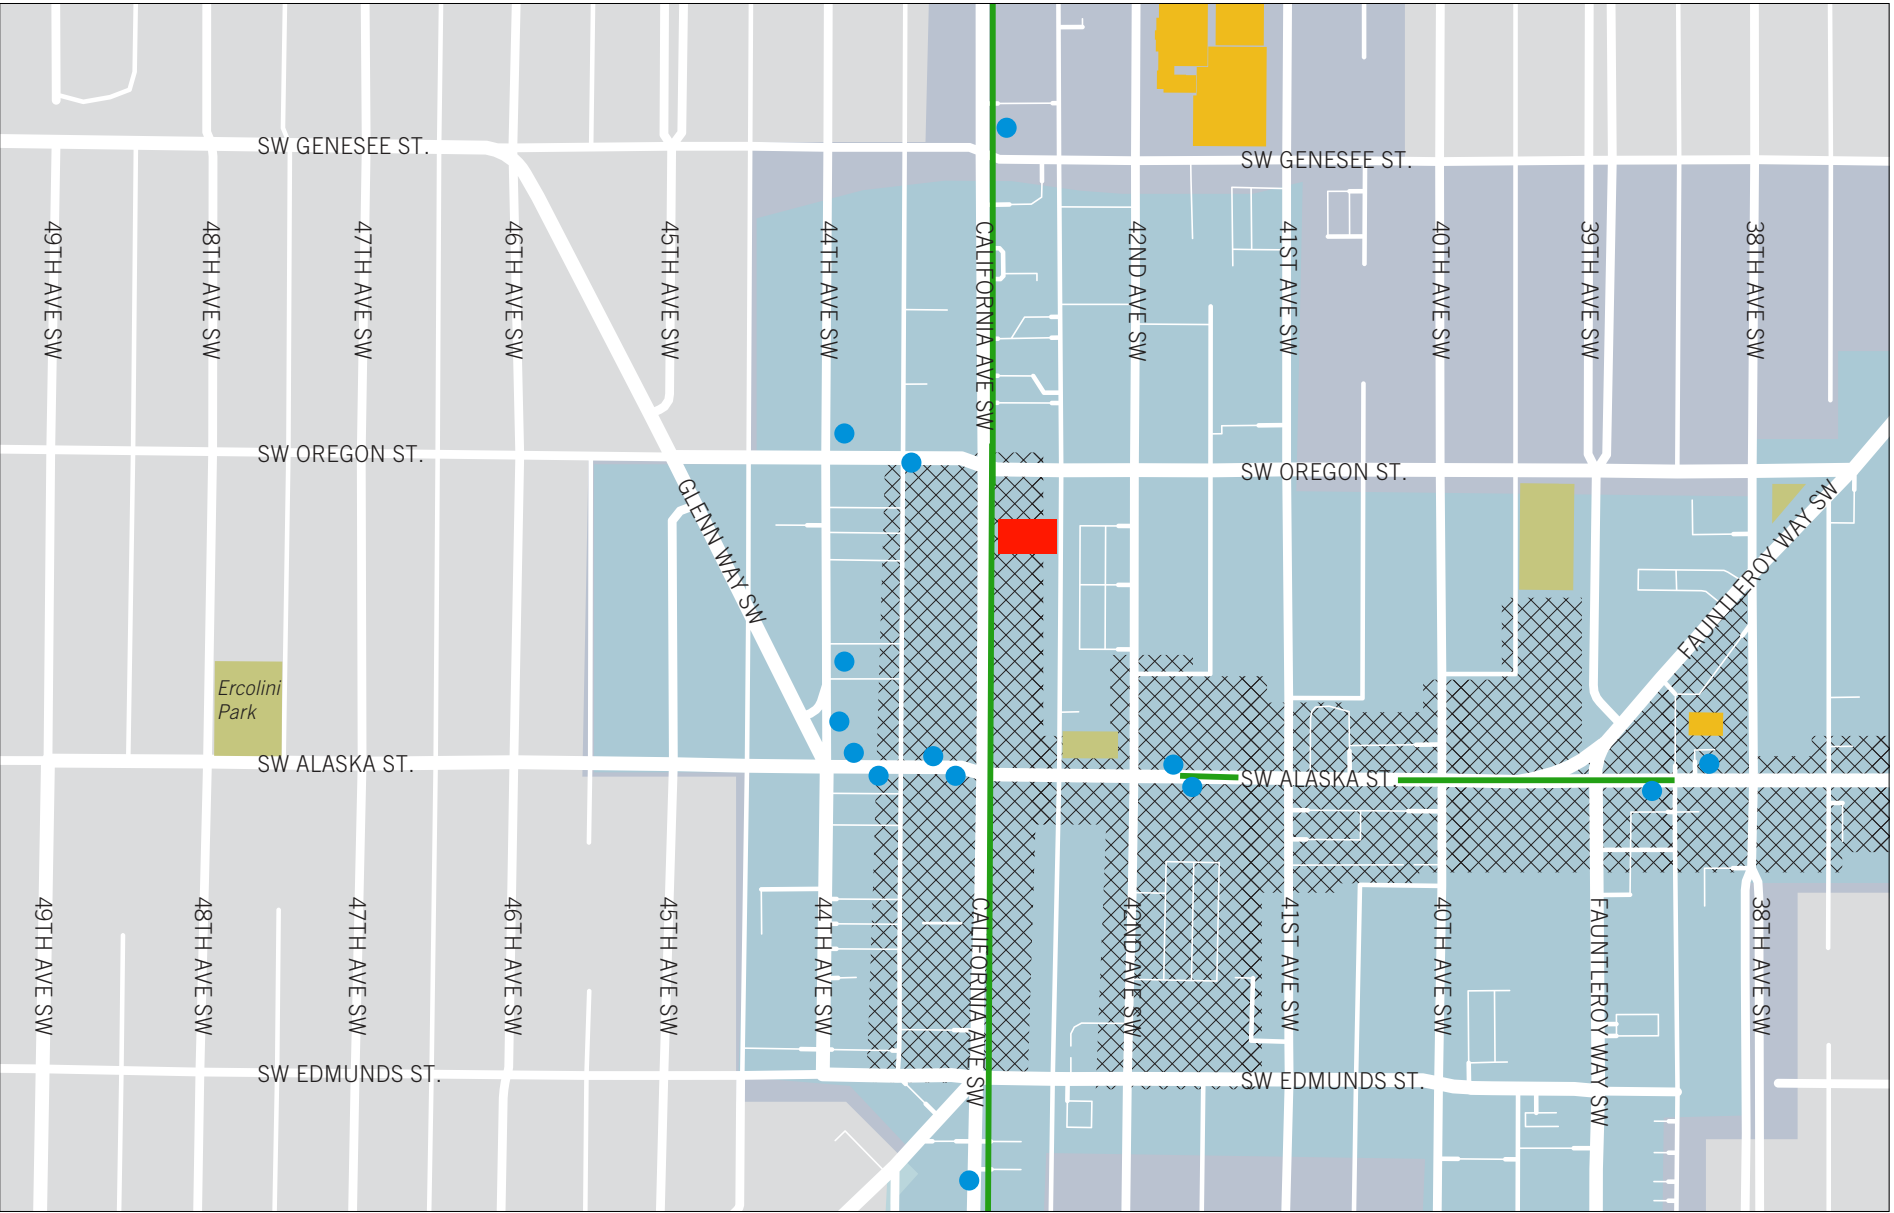 SW GENESEE ST.
SW GENESEE ST.
49TH AVE SW
48TH AVE SW
47TH AVE SW
46TH AVE SW
45TH AVE SW
44TH AVE SW
CALIFORNIA AVE SW
42ND AVE SW
41ST AVE SW
40TH AVE SW
39TH AVE SW
38TH AVE SW
SW OREGON ST.
SW OREGON ST.
GLENN WAY SW
FAUNTLEROY WAY SW
Ercolini
Park
SW ALASKA ST.
SW ALASKA ST.
49TH AVE SW
48TH AVE SW
47TH AVE SW
46TH AVE SW
45TH AVE SW
44TH AVE SW
CALIFORNIA AVE SW
42ND AVE SW
41ST AVE SW
40TH AVE SW
FAUNTLEROY WAY SW
38TH AVE SW
SW EDMUNDS ST.
SW EDMUNDS ST.